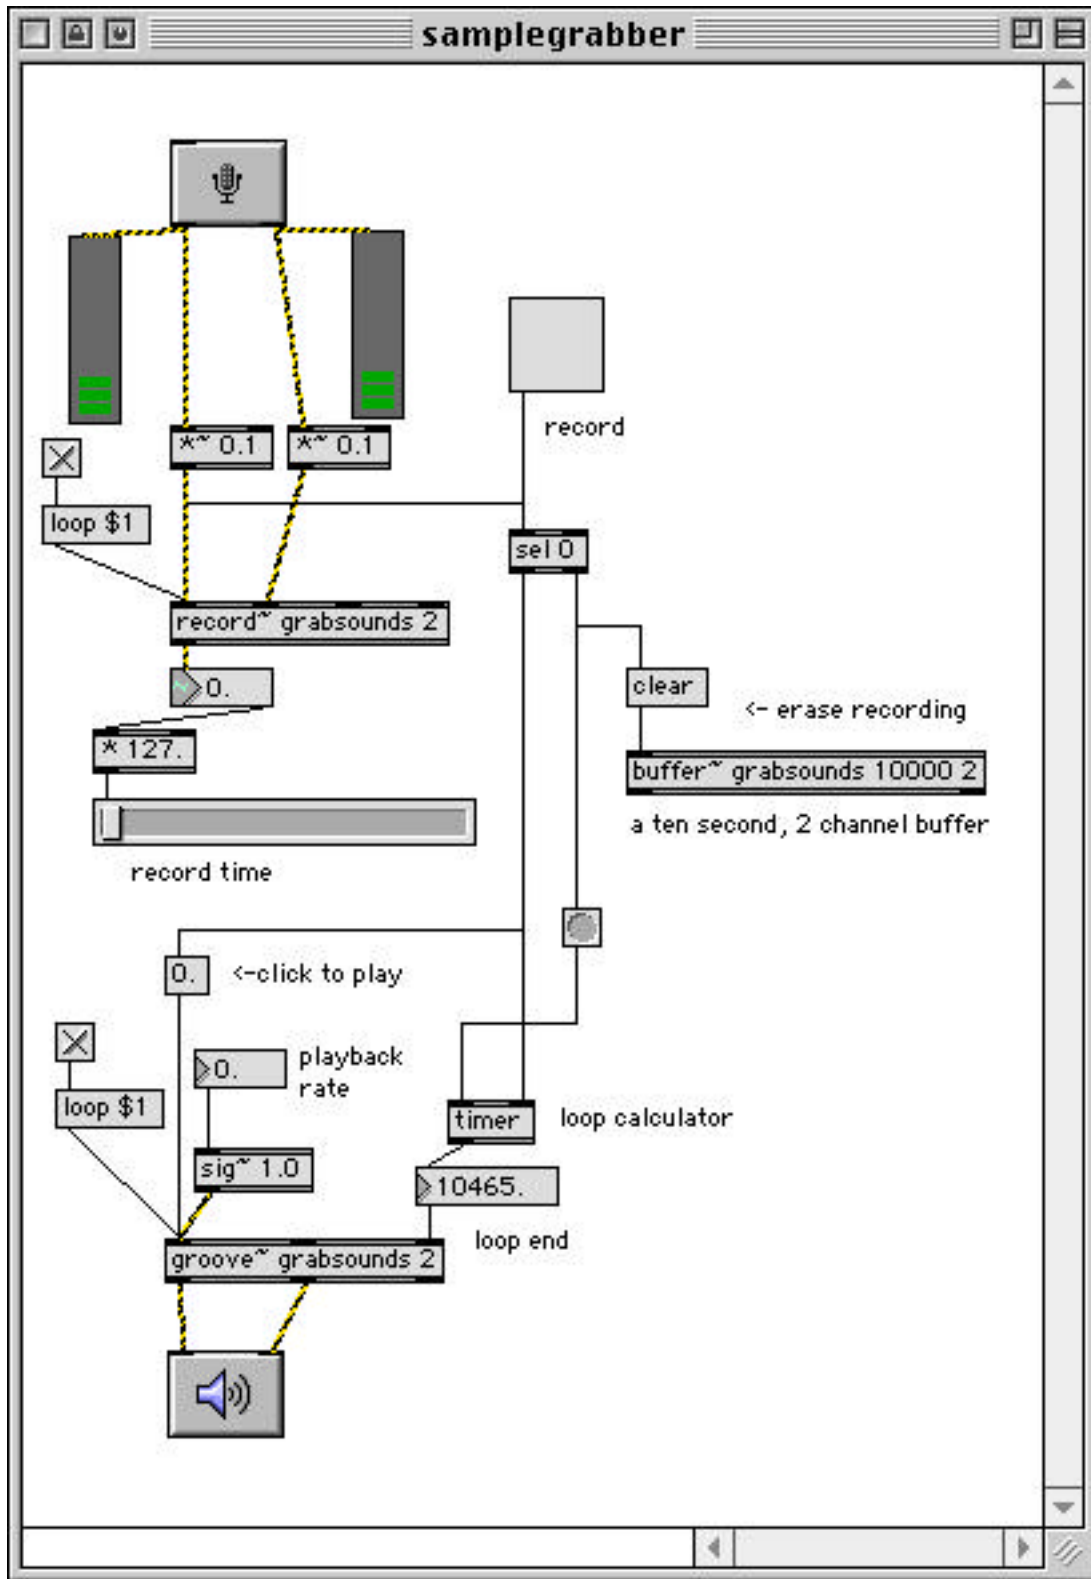 samplegrabber
record
*~ 0.1
*~ 0.1
loop $1
sel 0
record~ grabsounds 2
0.
clear
<- erase recording
* 127.
buffer~ grabsounds 10000 2
a ten second, 2 channel buffer
record time
0.
<-click to play
0.
playback
rate
loop $1
timer
loop calculator
sig~ 1.0
10465.
loop end
groove~ grabsounds 2